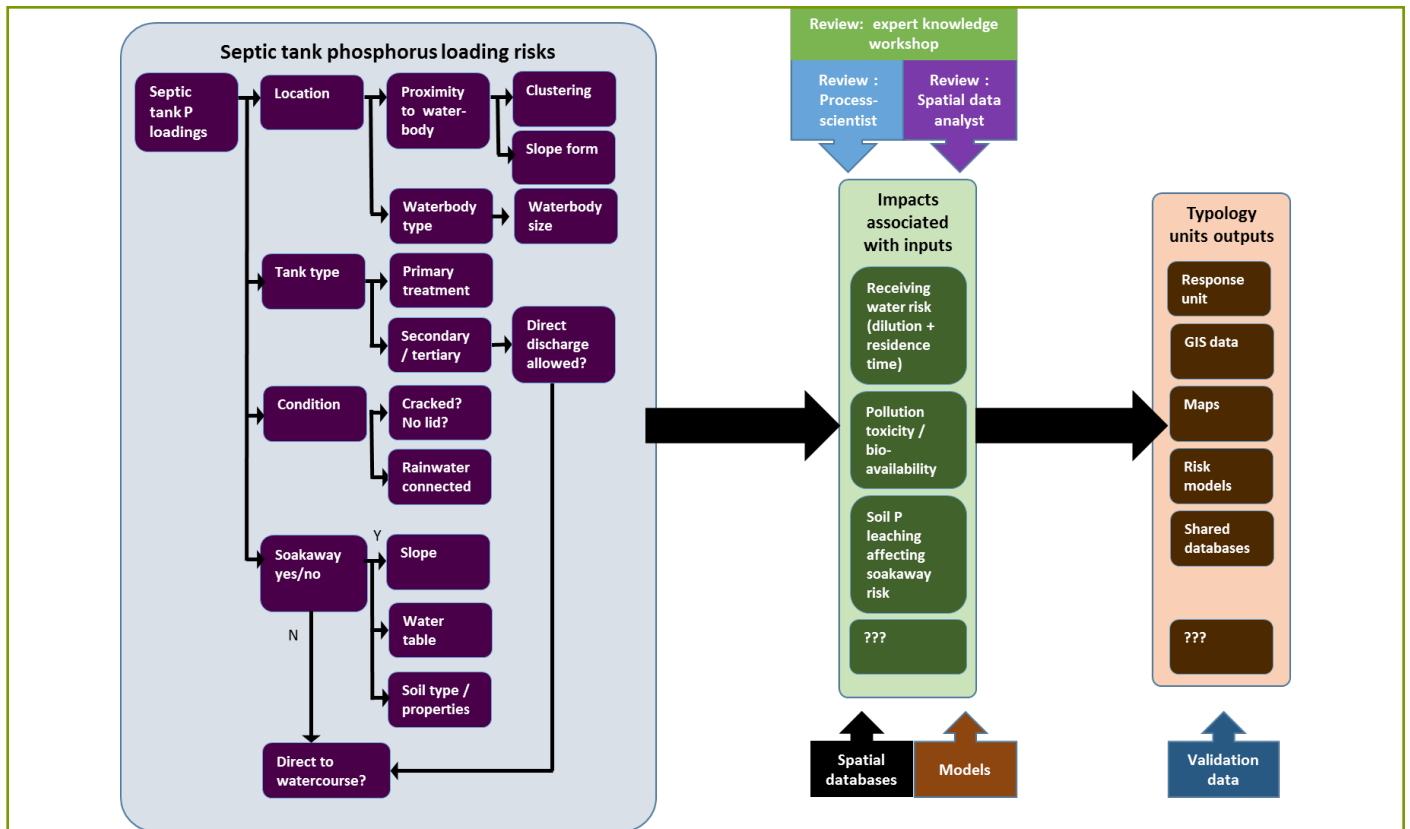 Septic tank phosphorus loading risks
Septic
tank P
loadings
Location
Proximity
to water-
body
Clustering
Slope form
Waterbody
type
Waterbody
size
Tank type
Primary
treatment
Secondary
/ tertiary
Direct
discharge
allowed?
Condition
Cracked?
No lid?
Rainwater
connected
Soakaway
yes/no
Y
Slope
N
Water
table
Soil type /
properties
Direct to
watercourse?
Review: expert knowledge
workshop
Review :
Process-
scientist
Review :
Spatial data
analyst
Impacts
associated
with inputs
Receiving
water risk
(dilution +
residence
time)
Pollution
toxicity /
bio-
availability
Soil P
leaching
affecting
soakaway
risk
???
Spatial
databases
Models
Typology
units outputs
Response
unit
GIS data
Maps
Risk
models
Shared
databases
???
Validation
data